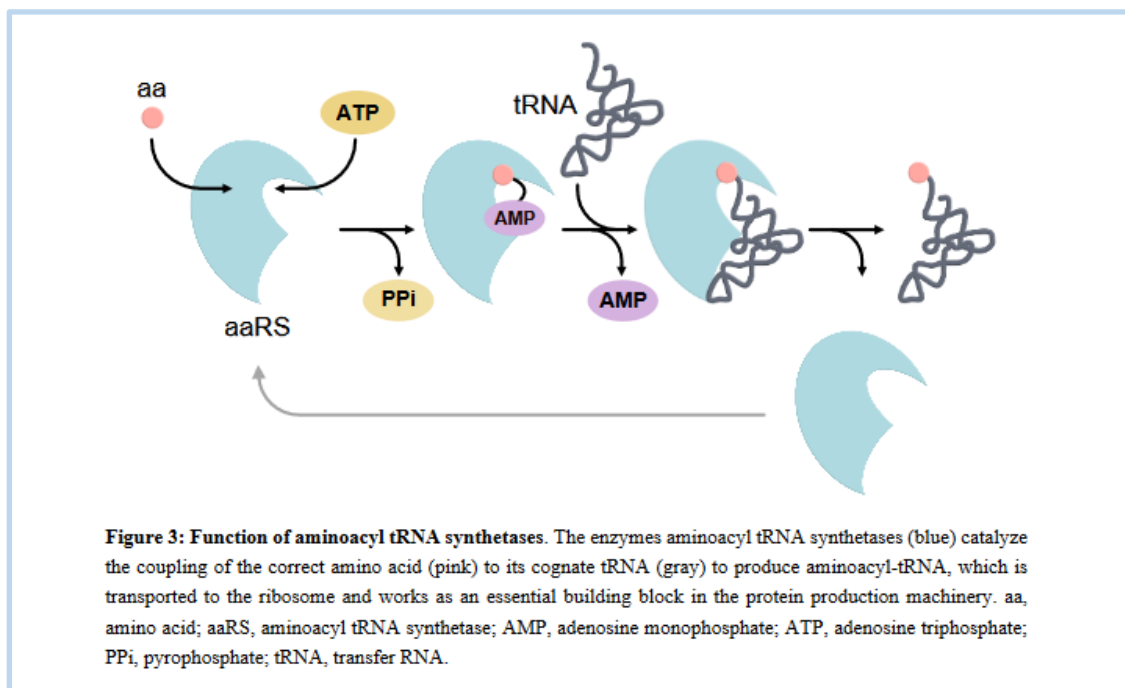 aa
ATP
tRNA
AMP
PPi
AMP
aaRS
Figure 3: Function of aminoacyl tRNA synthetases. The enzymes aminoacyl tRNA synthetases (blue) catalyze
the coupling of the correct amino acid (pink) to its cognate tRNA (gray) to produce aminoacyl-tRNA, which is
transported to the ribosome and works as an essential building block in the protein production machinery. aa,
amino acid; aaRS, aminoacyl tRNA synthetase; AMP, adenosine monophosphate; ATP, adenosine triphosphate;
PPi, pyrophosphate; tRNA, transfer RNA.